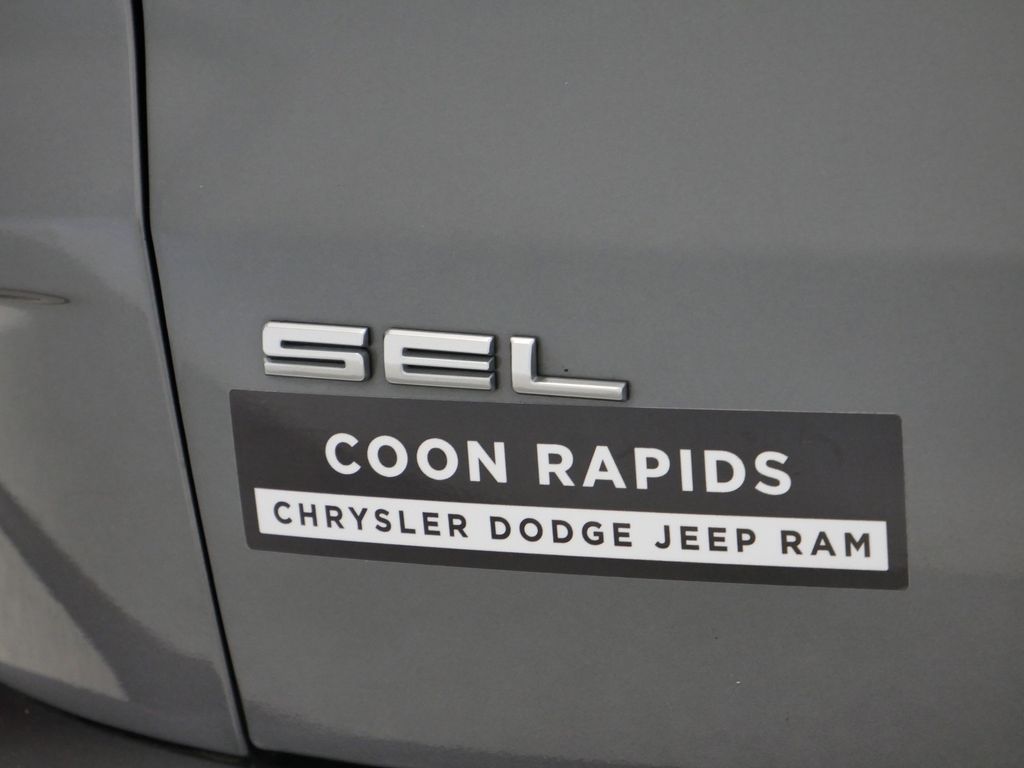 SEL
COON RAPIDS
CHRYSLER DODGE JEEP RAM